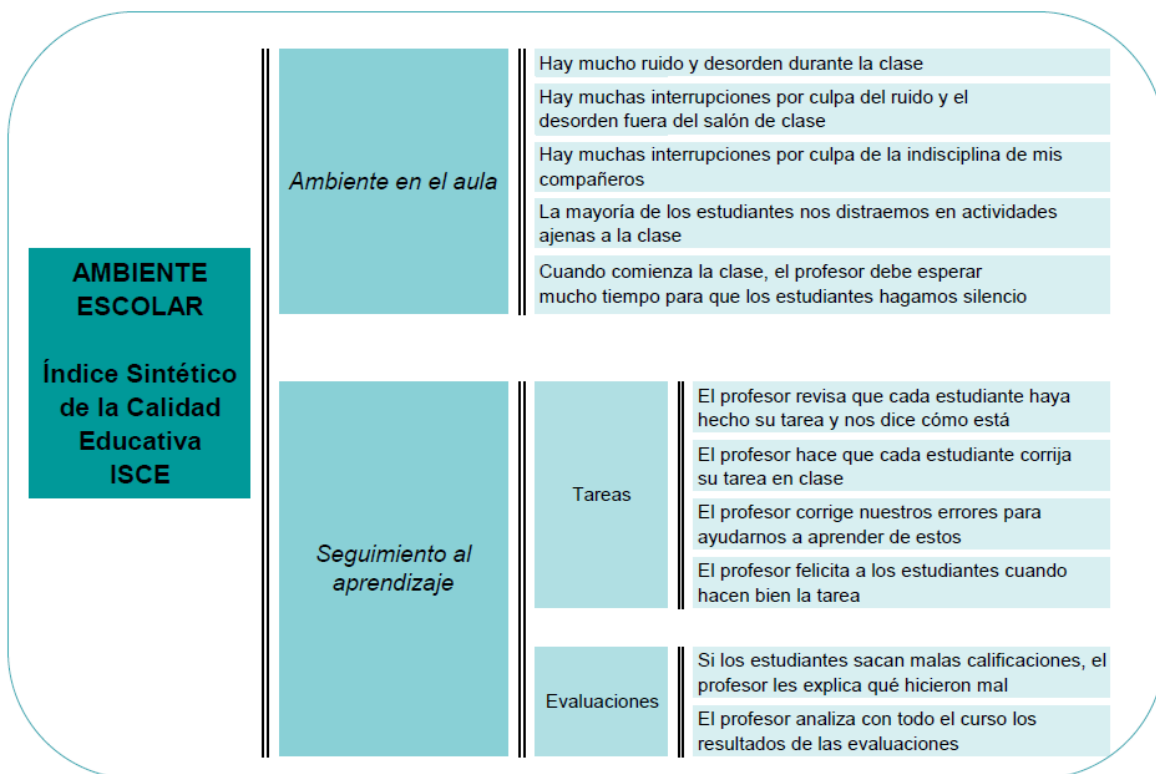 AMBIENTE
ESCOLAR
Índice Sintético
de la Calidad
Educativa
ISCE
Ambiente en el aula
Hay mucho ruido y desorden durante la clase
Hay muchas interrupciones por culpa del ruido y el
desorden fuera del salón de clase
Hay muchas interrupciones por culpa de la indisciplina de mis
compañeros
La mayoría de los estudiantes nos distraemos en actividades
ajenas a la clase
Cuando comienza la clase, el profesor debe esperar
mucho tiempo para que los estudiantes hagamos silencio
Seguimiento al
aprendizaje
Tareas
El profesor revisa que cada estudiante haya
hecho su tarea y nos dice cómo está
El profesor hace que cada estudiante corrija
su tarea en clase
El profesor corrige nuestros errores para
ayudarnos a aprender de estos
El profesor felicita a los estudiantes cuando
hacen bien la tarea
Evaluaciones
Si los estudiantes sacan malas calificaciones, el
profesor les explica qué hicieron mal
El profesor analiza con todo el curso los
resultados de las evaluaciones